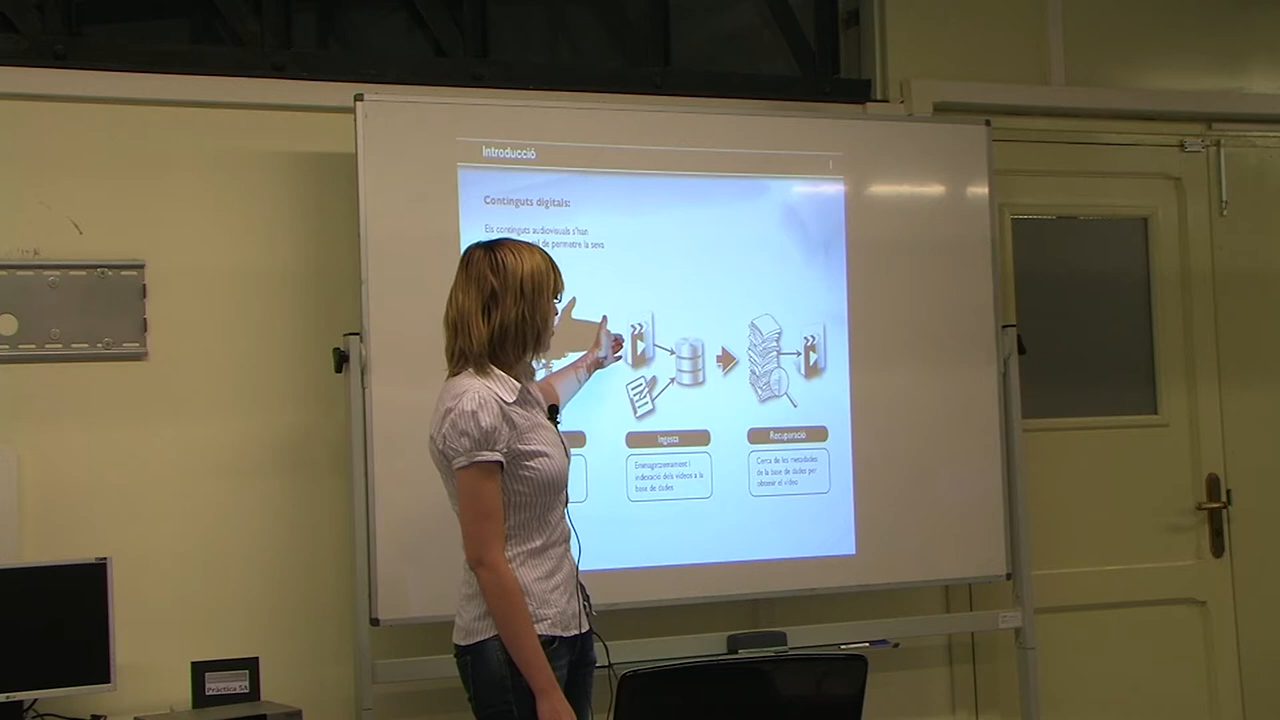 Introducció
Continguts digitals:
Els continguts audiovisuals s'han
de permetre la seva
Ingesta
Recuperació
Emmagatzemament i
indexació dels vídeos a la
base de dades
Cerca de les metadades
de la base de dades per
obtenir el vídeo
Pràctica 5A